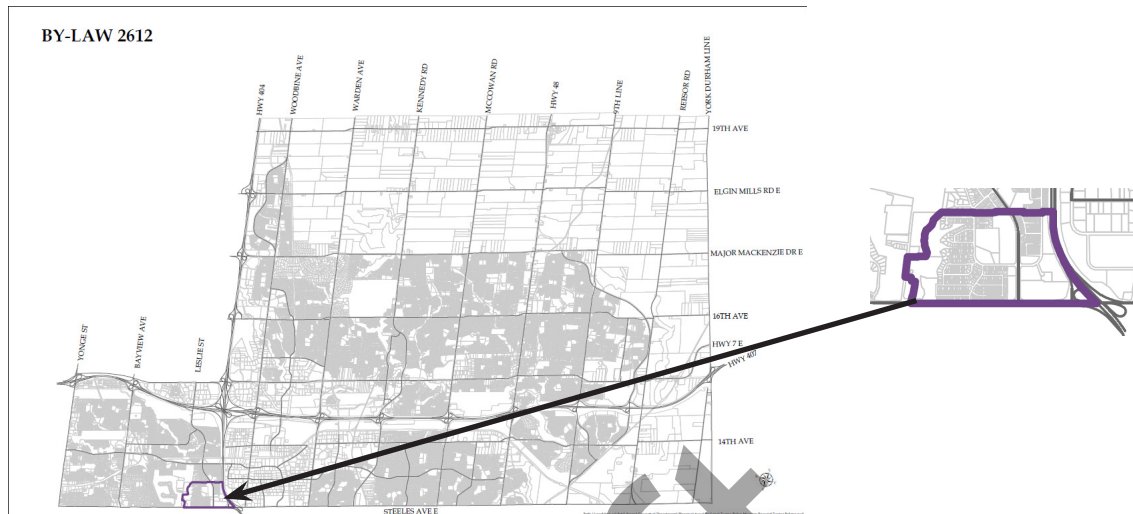 BY-LAW 2612
HWY 404
WOODBINE AVE
WARDEN AVE
KENNEDY RD
MCCOWAN RD
HWY 48
9TH LINE
REESOR RD
YORK DURHAM LINE
19TH AVE
ELGIN MILLS RD E
MAJOR MACKENZIE DR E
16TH AVE
HWY 7 E
HWY 407
YONGE ST
BAYVIEW AVE
LESLIE ST
14TH AVE
STEELES AVE E